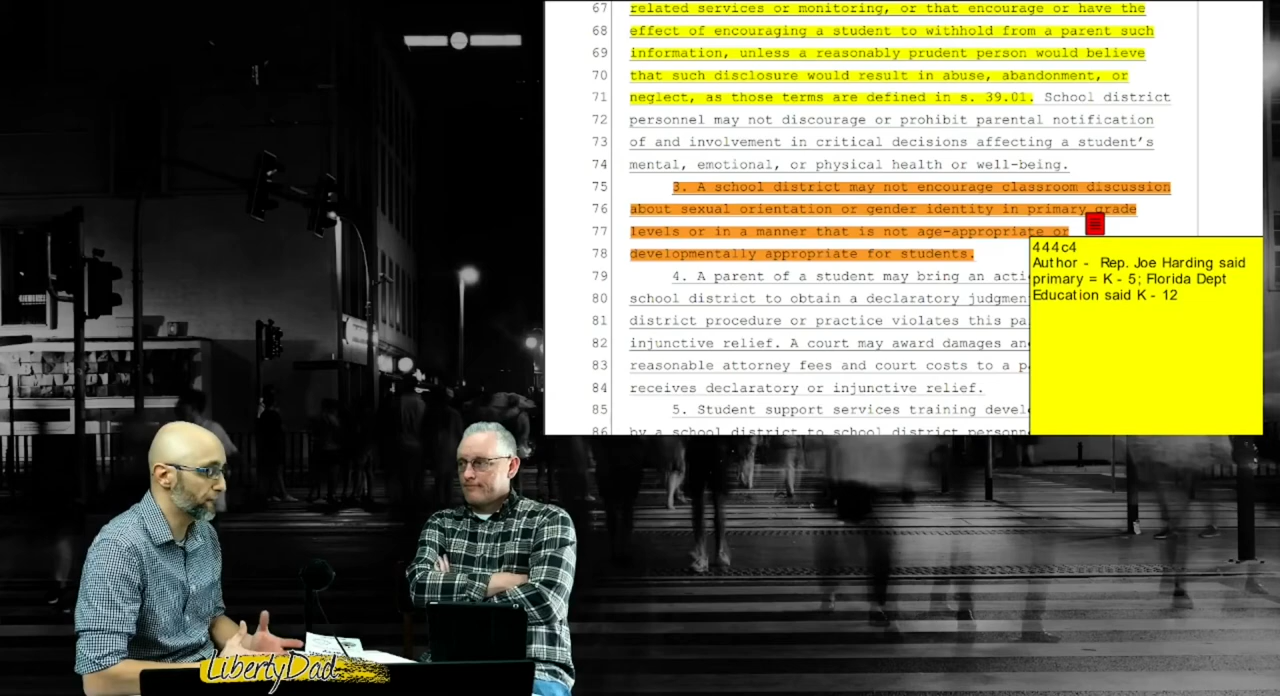 67 related services or monitoring, or that encourage or have the
68 effect of encouraging a student to withhold from a parent such
69 information, unless a reasonably prudent person would believe
70 that such disclosure would result in abuse, abandonment, or
71 neglect, as those terms are defined in s. 39.01. School district
72 personnel may not discourage or prohibit parental notification
73 of and involvement in critical decisions affecting a student's
74 mental, emotional, or physical health or well-being.
75 3. A school district may not encourage classroom discussion
76 about sexual orientation or gender identity in primary grade
77 levels or in a manner that is not age-appropriate or
78 developmentally appropriate for students.
79 4. A parent of a student may bring an acti
80 school district to obtain a declaratory judgmen
81 district procedure or practice violates this pa
82 injunctive relief. A court may award damages an
83 reasonable attorney fees and court costs to a p
84 receives declaratory or injunctive relief.
85 5. Student support services training devel
86 by a school district to school district personn
444c4
Author - Rep. Joe Harding said
primary = K - 5; Florida Dept
Education said K - 12
LibertyDad